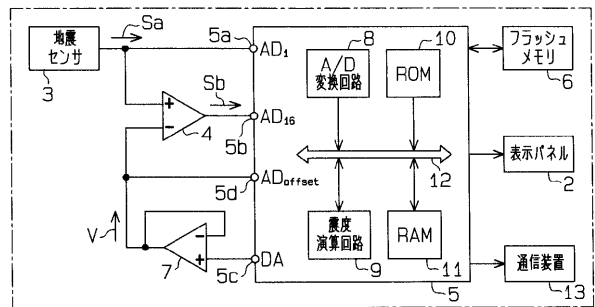 Sa
地震
センサ
3
5a
AD1
8
A/D
変換回路
10
ROM
フラッシュ
メモリ
6
Sb
+
-
4
AD16
5b
12
表示パネル
2
5d
ADoffset
V
-
+
7
5c
DA
震度
演算回路
9
RAM
11
5
通信装置
13